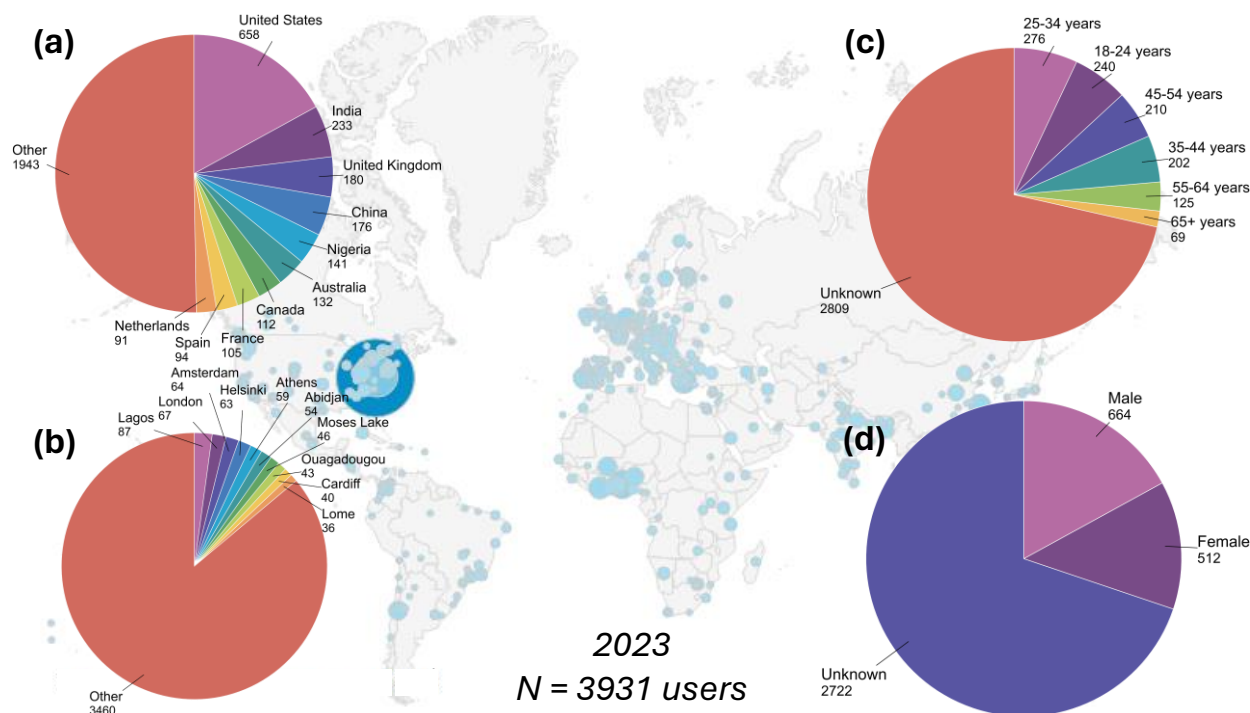 (a)
United States
658
India
233
United Kingdom
180
China
176
Nigeria
141
Australia
132
Canada
112
France
105
Spain
94
Netherlands
91
Other
1943
(b)
Lagos
87
London
67
Amsterdam
64
Helsinki
63
Athens
59
Abidjan
54
Moses Lake
46
Ouagadougou
43
Cardiff
40
Lome
36
Other
3460
(c)
25-34 years
276
18-24 years
240
45-54 years
210
35-44 years
202
55-64 years
125
65+ years
69
Unknown
2809
(d)
Male
664
Female
512
Unknown
2722
2023
N = 3931 users